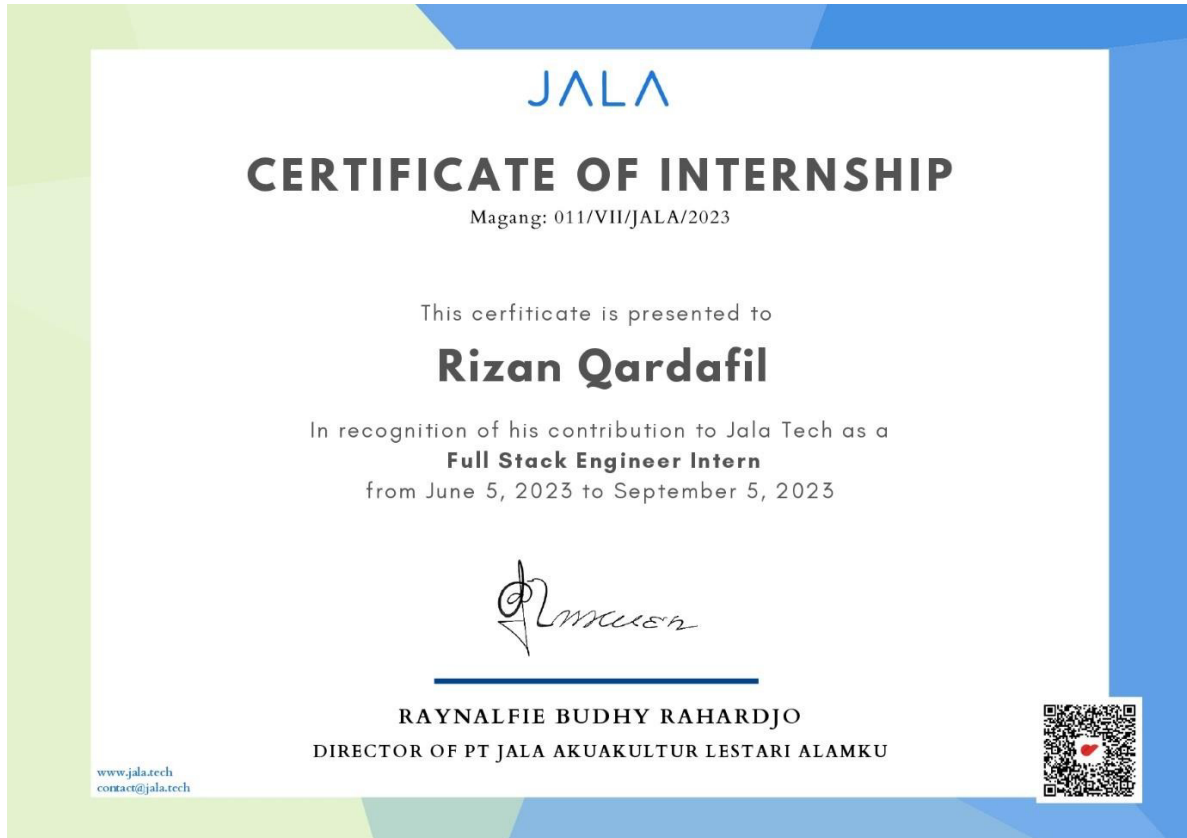 JALA
CERTIFICATE OF INTERNSHIP
Magang: 011/VII/JALA/2023
This cerfiticate is presented to
Rizan Qardafil
In recognition of his contribution to Jala Tech as a
Full Stack Engineer Intern
from June 5, 2023 to September 5, 2023
RAYNALFIE BUDHY RAHARDJO
DIRECTOR OF PT JALA AKUAKULTUR LESTARI ALAMKU
www.jala.tech
contact@jala.tech